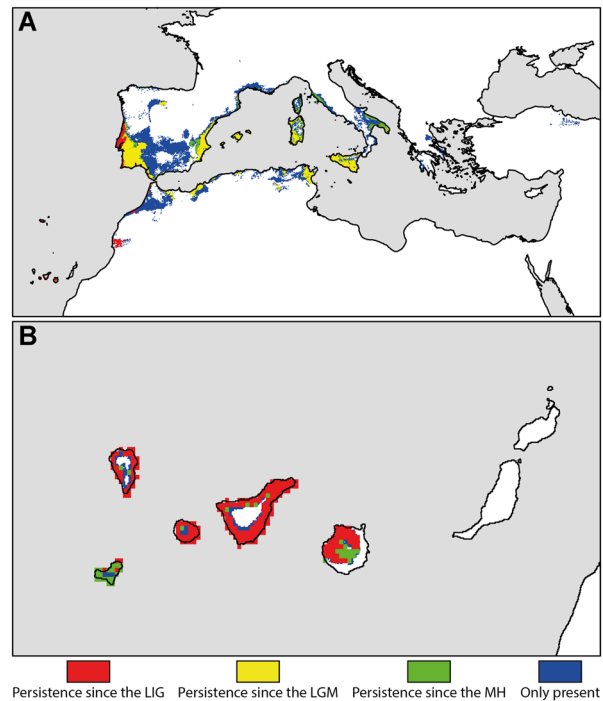 A
B
Persistence since the LIG Persistence since the LGM Persistence since the MH Only present